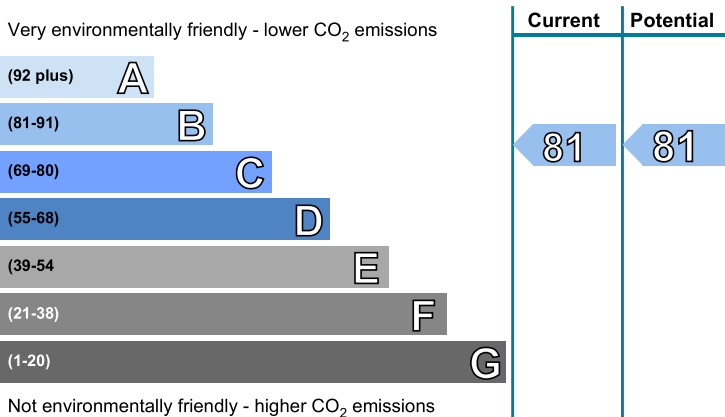 Very environmentally friendly - lower CO2 emissions
Current
Potential
(92 plus) A
(81-91) B
81
81
(69-80) C
(55-68) D
(39-54 E
(21-38) F
(1-20) G
Not environmentally friendly - higher CO2 emissions